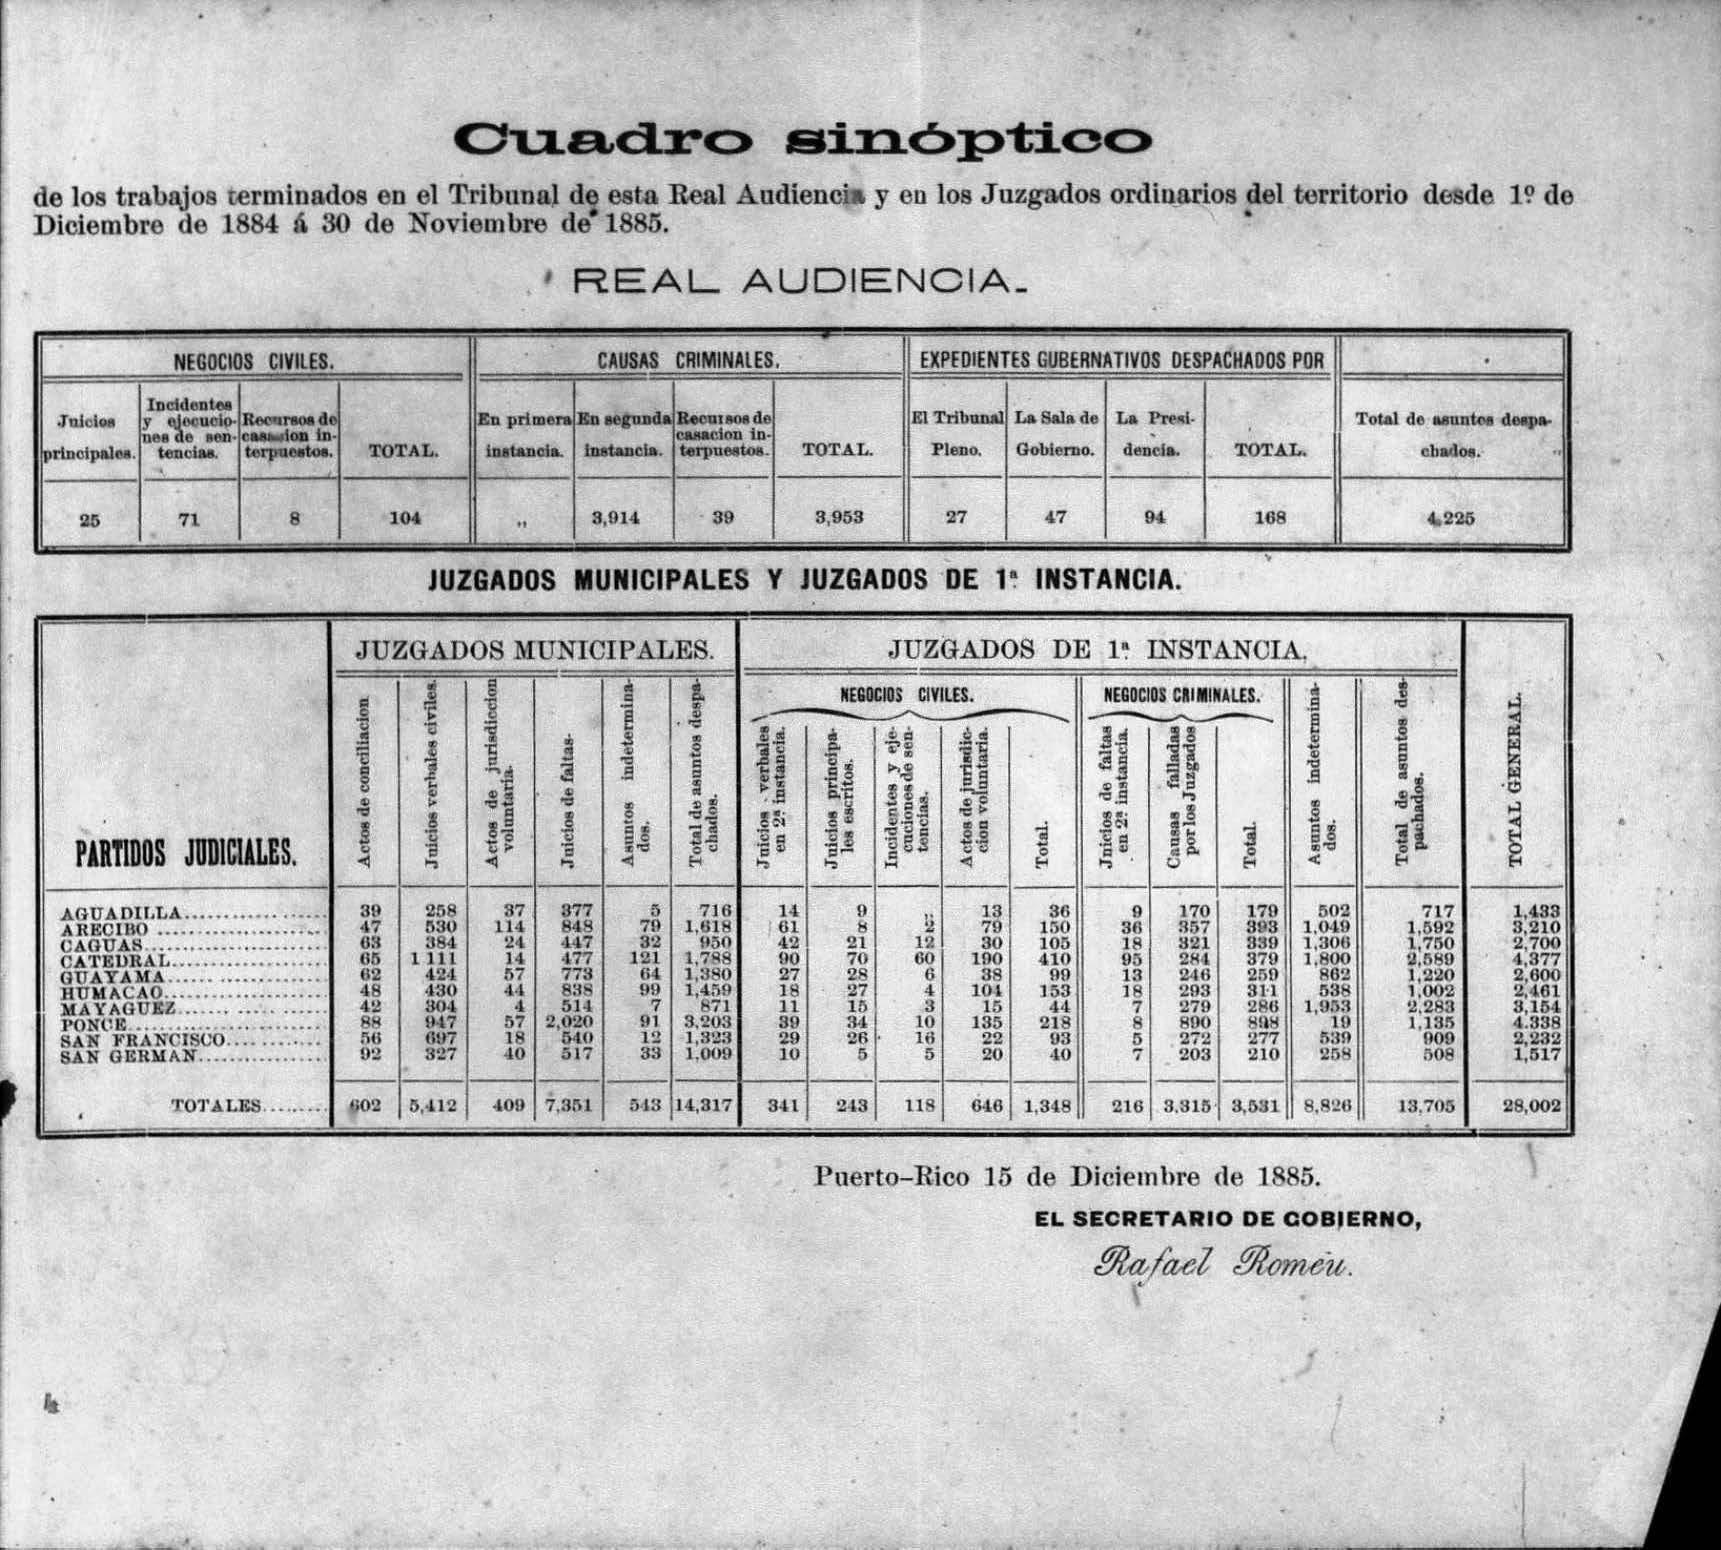 Cuadro sinóptico
de los trabajos terminados en el Tribunal de esta Real Audiencia y en los Juzgados ordinarios del territorio desde 1º de
Diciembre de 1884 á 30 de Noviembre de 1885.
REAL AUDIENCIA.
NEGOCIOS CIVILES. CAUSAS CRIMINALES. EXPEDIENTES GUBERNATIVOS DESPACHADOS POR
Juicios principales. Incidentes y ejecuciones de sentencias. Recursos de casacion interpuestos. TOTAL. En primera instancia. En segunda instancia. Recursos de casacion interpuestos. TOTAL. El Tribunal Pleno. La Sala de Gobierno. La Presidencia. TOTAL. Total de asuntos despachados.
25 71 8 104 „ 3,914 39 3,953 27 47 94 168 4,225
JUZGADOS MUNICIPALES Y JUZGADOS DE 1ª INSTANCIA.
JUZGADOS MUNICIPALES. JUZGADOS DE 1ª INSTANCIA.
NEGOCIOS CIVILES. NEGOCIOS CRIMINALES.
PARTIDOS JUDICIALES. Actos de conciliacion Juicios verbales civiles. Actos de jurisdiccion voluntaria. Juicios de faltas. Asuntos indeterminados. Total de asuntos despachados. Juicios verbales en 2ª instancia. Juicios principales escritos. Incidentes y ejecuciones de sentencias. Actos de jurisdiccion voluntaria. Total. Juicios de faltas en 2ª instancia. Causas falladas por los Juzgados Total. Asuntos indeterminados. Total de asuntos despachados. TOTAL GENERAL.
AGUADILLA 39 258 37 377 5 716 14 9 „ 13 36 9 170 179 502 717 1,433
ARECIBO 47 530 114 848 79 1,618 61 8 2 79 150 36 357 393 1,049 1,592 3,210
CAGUAS 63 384 24 447 32 950 42 21 12 30 105 18 321 339 1,306 1,750 2,700
CATEDRAL 65 1 111 14 477 121 1,788 90 70 60 190 410 95 284 379 1,800 2,589 4,377
GUAYAMA 62 424 57 773 64 1,380 27 28 6 38 99 13 246 259 862 1,220 2,600
HUMACAO 48 430 44 838 99 1,459 18 27 4 104 153 18 293 311 538 1,002 2,461
MAYAGUEZ 42 304 4 514 7 871 11 15 3 15 44 7 279 286 1,953 2,283 3,154
PONCE 88 947 57 2,020 91 3,203 39 34 10 135 218 8 890 898 19 1,135 4.338
SAN FRANCISCO 56 697 18 540 12 1,323 29 26 16 22 93 5 272 277 539 909 2,232
SAN GERMAN 92 327 40 517 33 1,009 10 5 5 20 40 7 203 210 258 508 1,517
TOTALES 602 5,412 409 7,351 543 14,317 341 243 118 646 1,348 216 3,315 3,531 8,826 13,705 28,002
Puerto-Rico 15 de Diciembre de 1885.
EL SECRETARIO DE GOBIERNO,
Rafael Roméu.